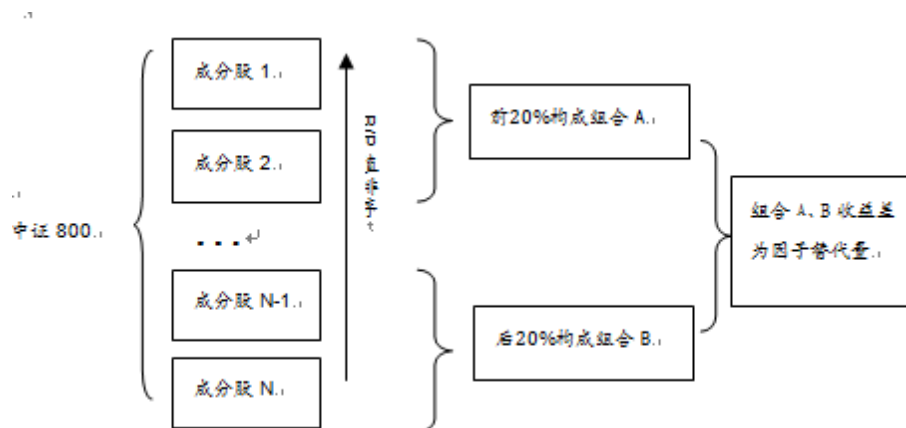 中证 800
成分股 1
成分股 2
...
成分股 N-1
成分股 N
前20%构成组合 A
后20%构成组合 B
组合 A、B 收益差
为因子替代量